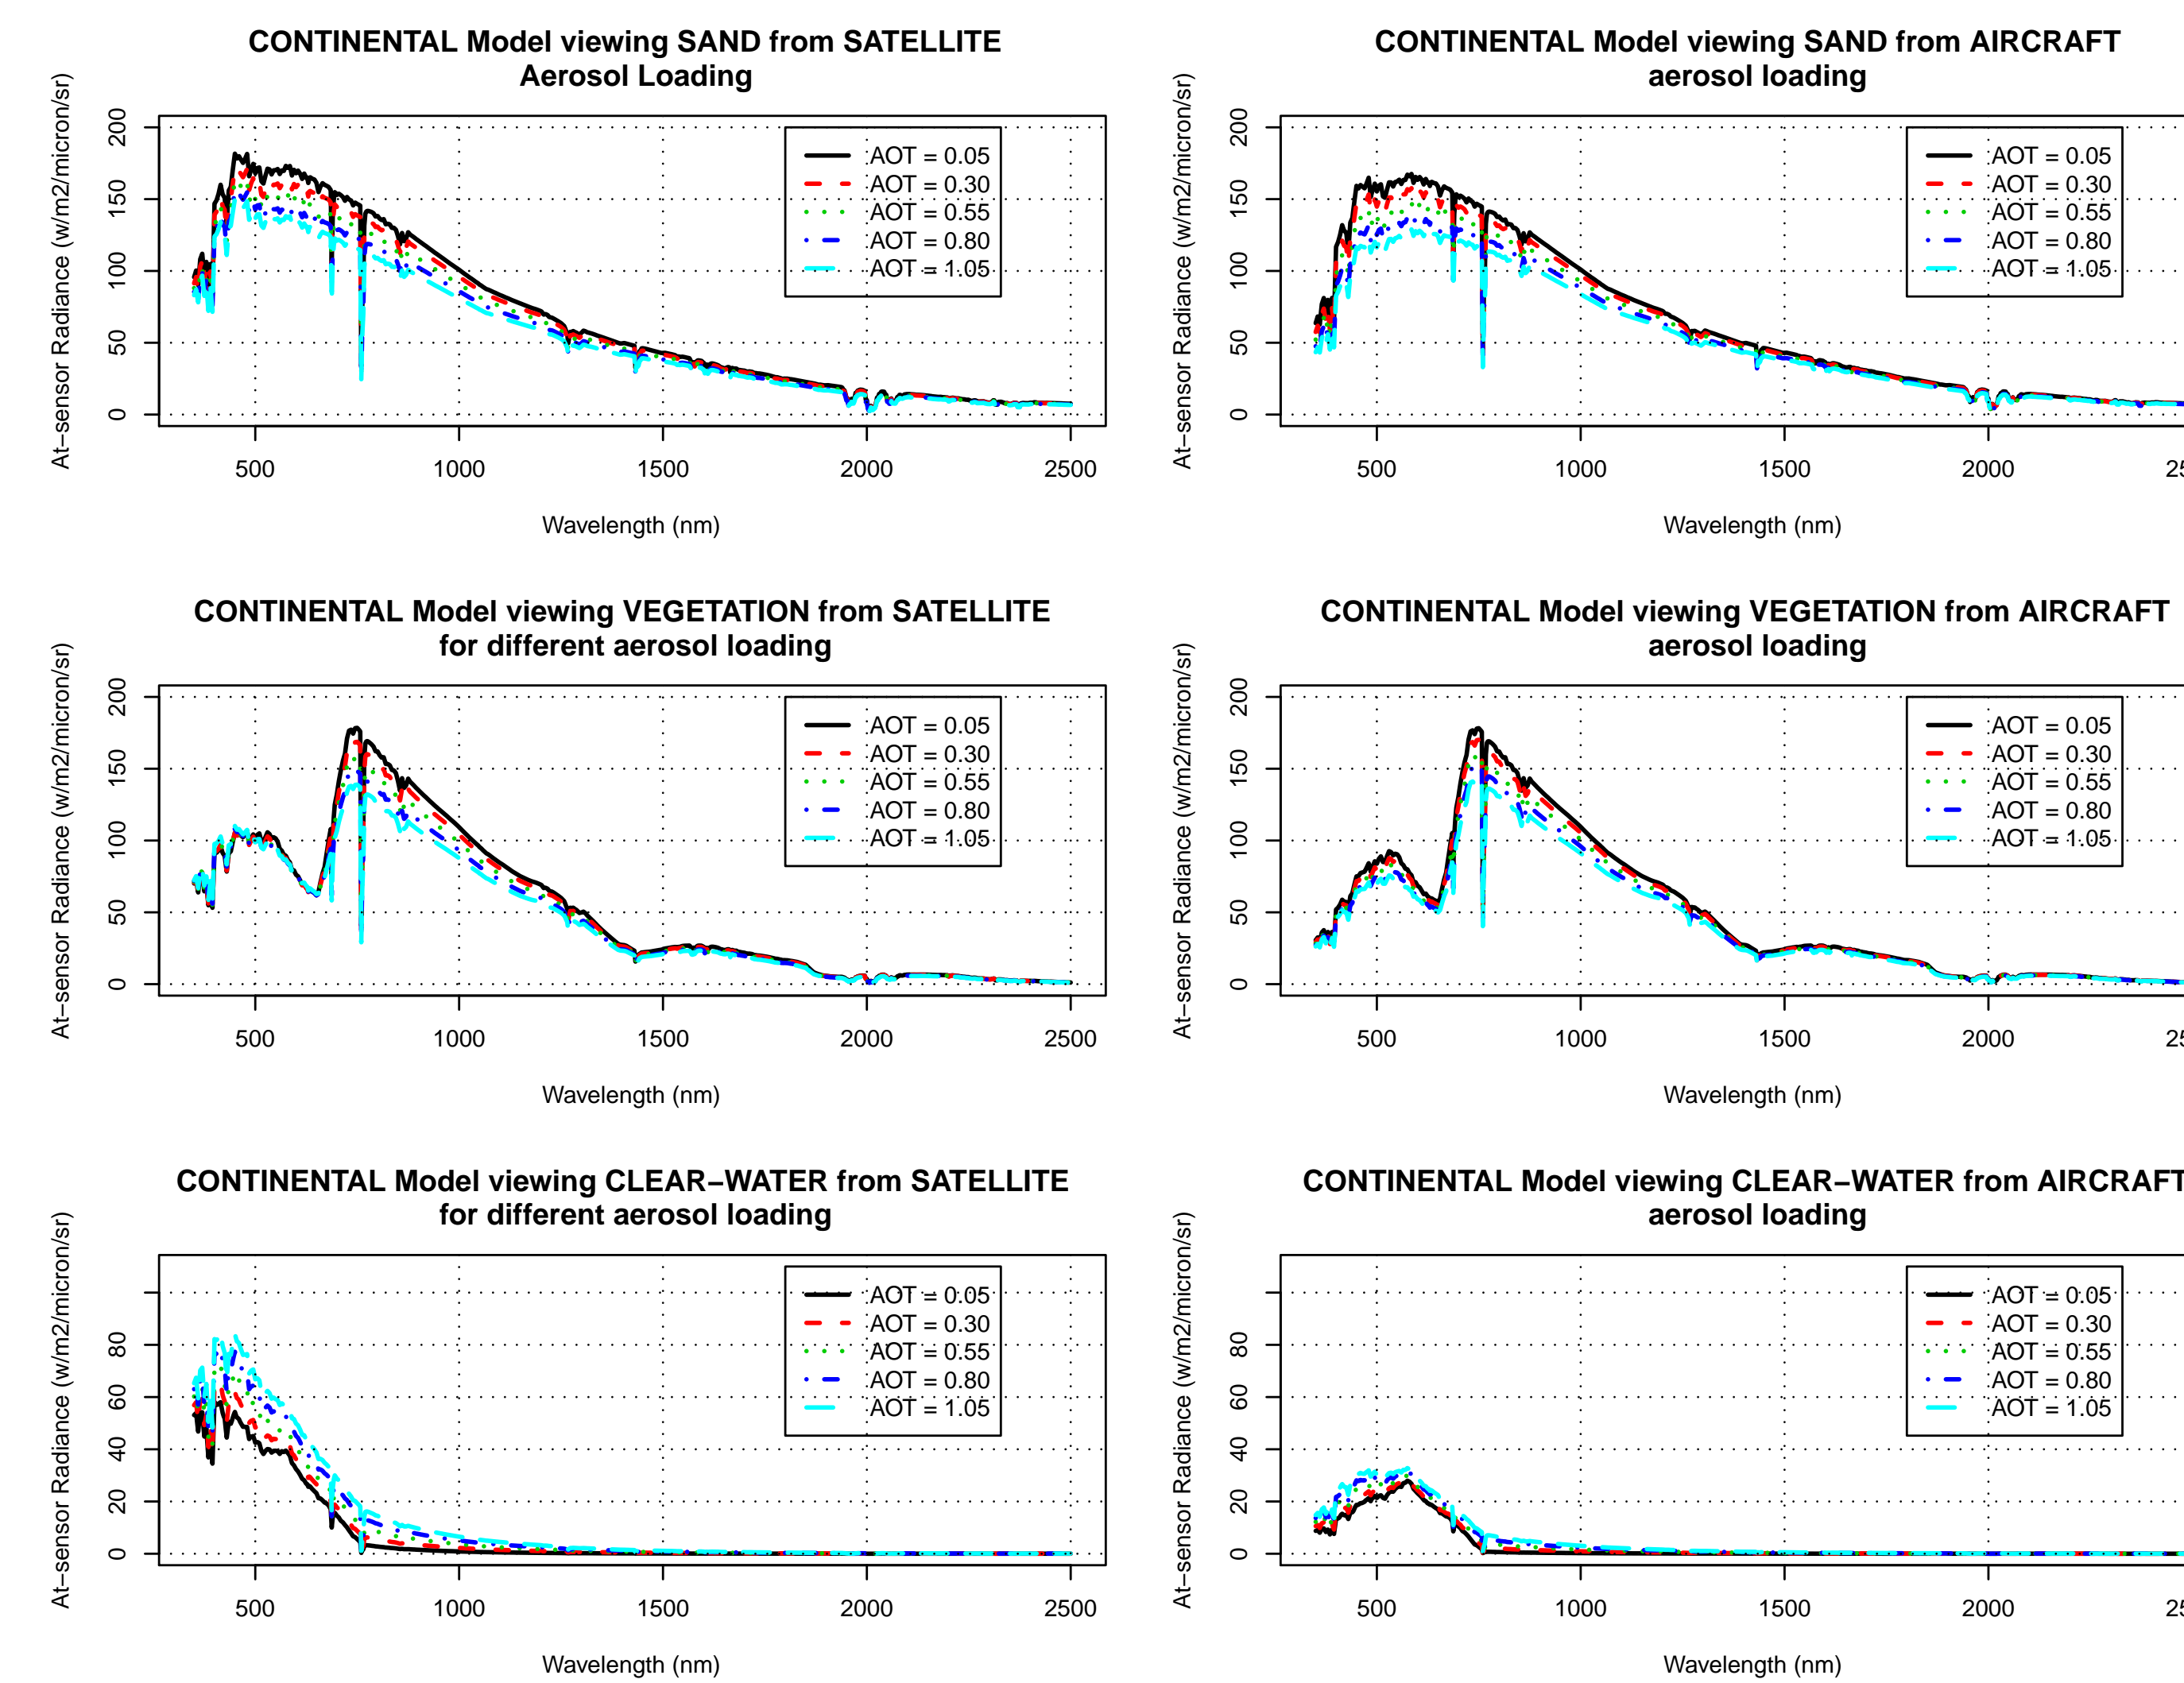 CONTINENTAL Model viewing SAND from SATELLITE
Aerosol Loading
At−sensor Radiance (w/m2/micron/sr)
200
150
100
50
0
AOT = 0.05
AOT = 0.30
AOT = 0.55
AOT = 0.80
AOT = 1.05
500 1000 1500 2000 2500
Wavelength (nm)
CONTINENTAL Model viewing SAND from AIRCRAFT
aerosol loading
At−sensor Radiance (w/m2/micron/sr)
200
150
100
50
0
AOT = 0.05
AOT = 0.30
AOT = 0.55
AOT = 0.80
AOT = 1.05
500 1000 1500 2000
Wavelength (nm)
CONTINENTAL Model viewing VEGETATION from SATELLITE
for different aerosol loading
At−sensor Radiance (w/m2/micron/sr)
200
150
100
50
0
AOT = 0.05
AOT = 0.30
AOT = 0.55
AOT = 0.80
AOT = 1.05
500 1000 1500 2000 2500
Wavelength (nm)
CONTINENTAL Model viewing VEGETATION from AIRCRAFT
aerosol loading
At−sensor Radiance (w/m2/micron/sr)
200
150
100
50
0
AOT = 0.05
AOT = 0.30
AOT = 0.55
AOT = 0.80
AOT = 1.05
500 1000 1500 2000
Wavelength (nm)
CONTINENTAL Model viewing CLEAR−WATER from SATELLITE
for different aerosol loading
At−sensor Radiance (w/m2/micron/sr)
80
60
40
20
0
AOT = 0.05
AOT = 0.30
AOT = 0.55
AOT = 0.80
AOT = 1.05
500 1000 1500 2000 2500
Wavelength (nm)
CONTINENTAL Model viewing CLEAR−WATER from AIRCRAFT
aerosol loading
At−sensor Radiance (w/m2/micron/sr)
80
60
40
20
0
AOT = 0.05
AOT = 0.30
AOT = 0.55
AOT = 0.80
AOT = 1.05
500 1000 1500 2000
Wavelength (nm)